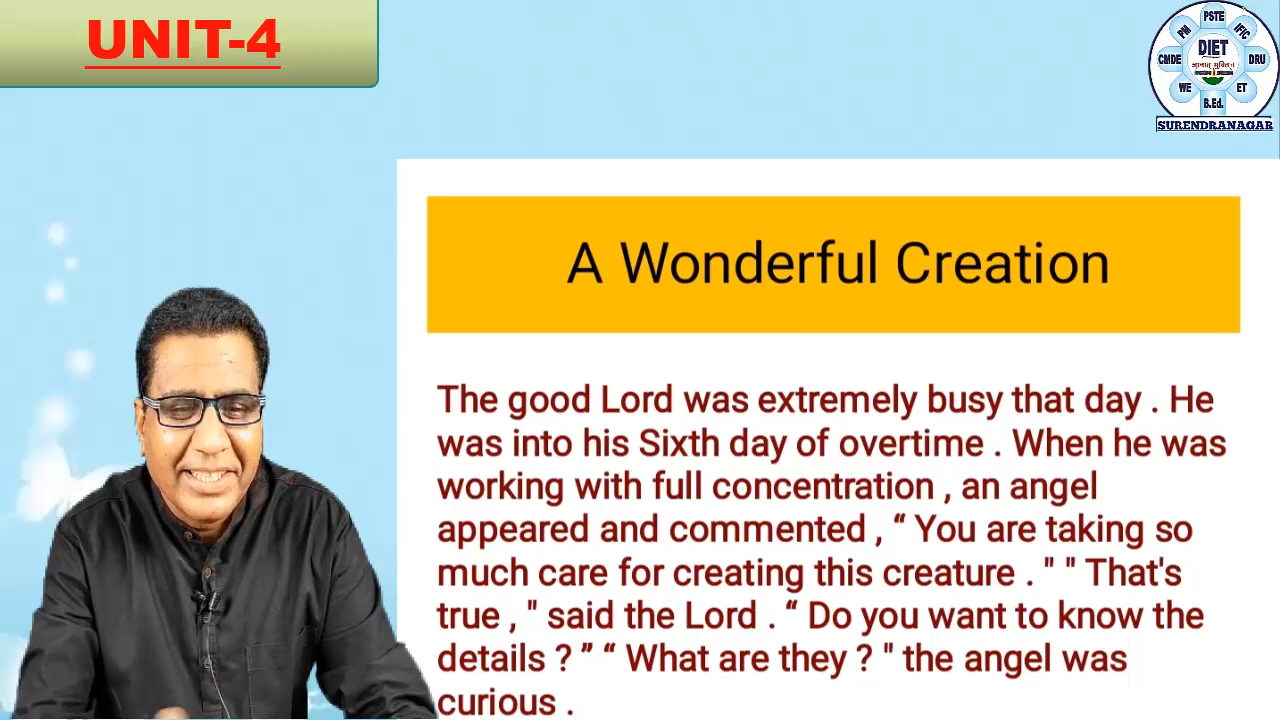 UNIT-4
PSTE
PM
IFIC
DIET
CMDE
DRU
WE
ET
B.Ed.
SURENDRANAGAR
A Wonderful Creation
The good Lord was extremely busy that day . He
was into his Sixth day of overtime . When he was
working with full concentration , an angel
appeared and commented , “ You are taking so
much care for creating this creature . " " That's
true , " said the Lord . “ Do you want to know the
details ? ” “ What are they ? " the angel was
curious .